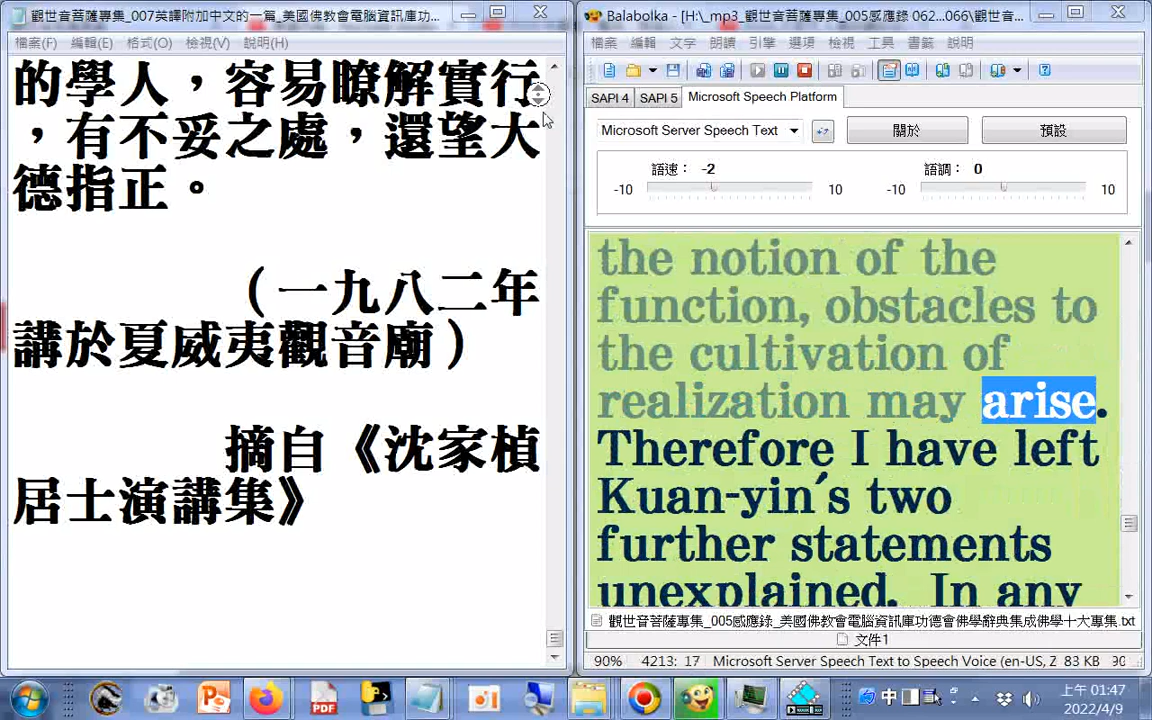 觀世音菩薩專集_007英譯附加中文的一篇_美國佛教會電腦資訊庫功...
檔案(F) 編輯(E) 格式(O) 檢視(V) 說明(H)
的學人，容易瞭解實行
，有不妥之處，還望大
德指正。
（一九八二年
講於夏威夷觀音廟）
摘自《沈家楨
居士演講集》
Balabolka - [H:\_mp3_觀世音菩薩專集_005感應錄 062...066\觀世音...
檔案 編輯 文字 朗讀 引擎 選項 檢視 工具 書籤 說明
SAPI 4 SAPI 5 Microsoft Speech Platform
Microsoft Server Speech Text 關於 預設
語速： -2 語調： 0
-10 10 -10 10
the notion of the
function, obstacles to
the cultivation of
realization may arise.
Therefore I have left
Kuan-yin's two
further statements
unexplained. In any
觀世音菩薩專集_005感應錄_美國佛教會電腦資訊庫功德會佛學辭典集成佛學十大專集.txt
文件1
90% 4213: 17 Microsoft Server Speech Text to Speech Voice (en-US, Z 83 KB
中
上午 01:47
2022/4/9